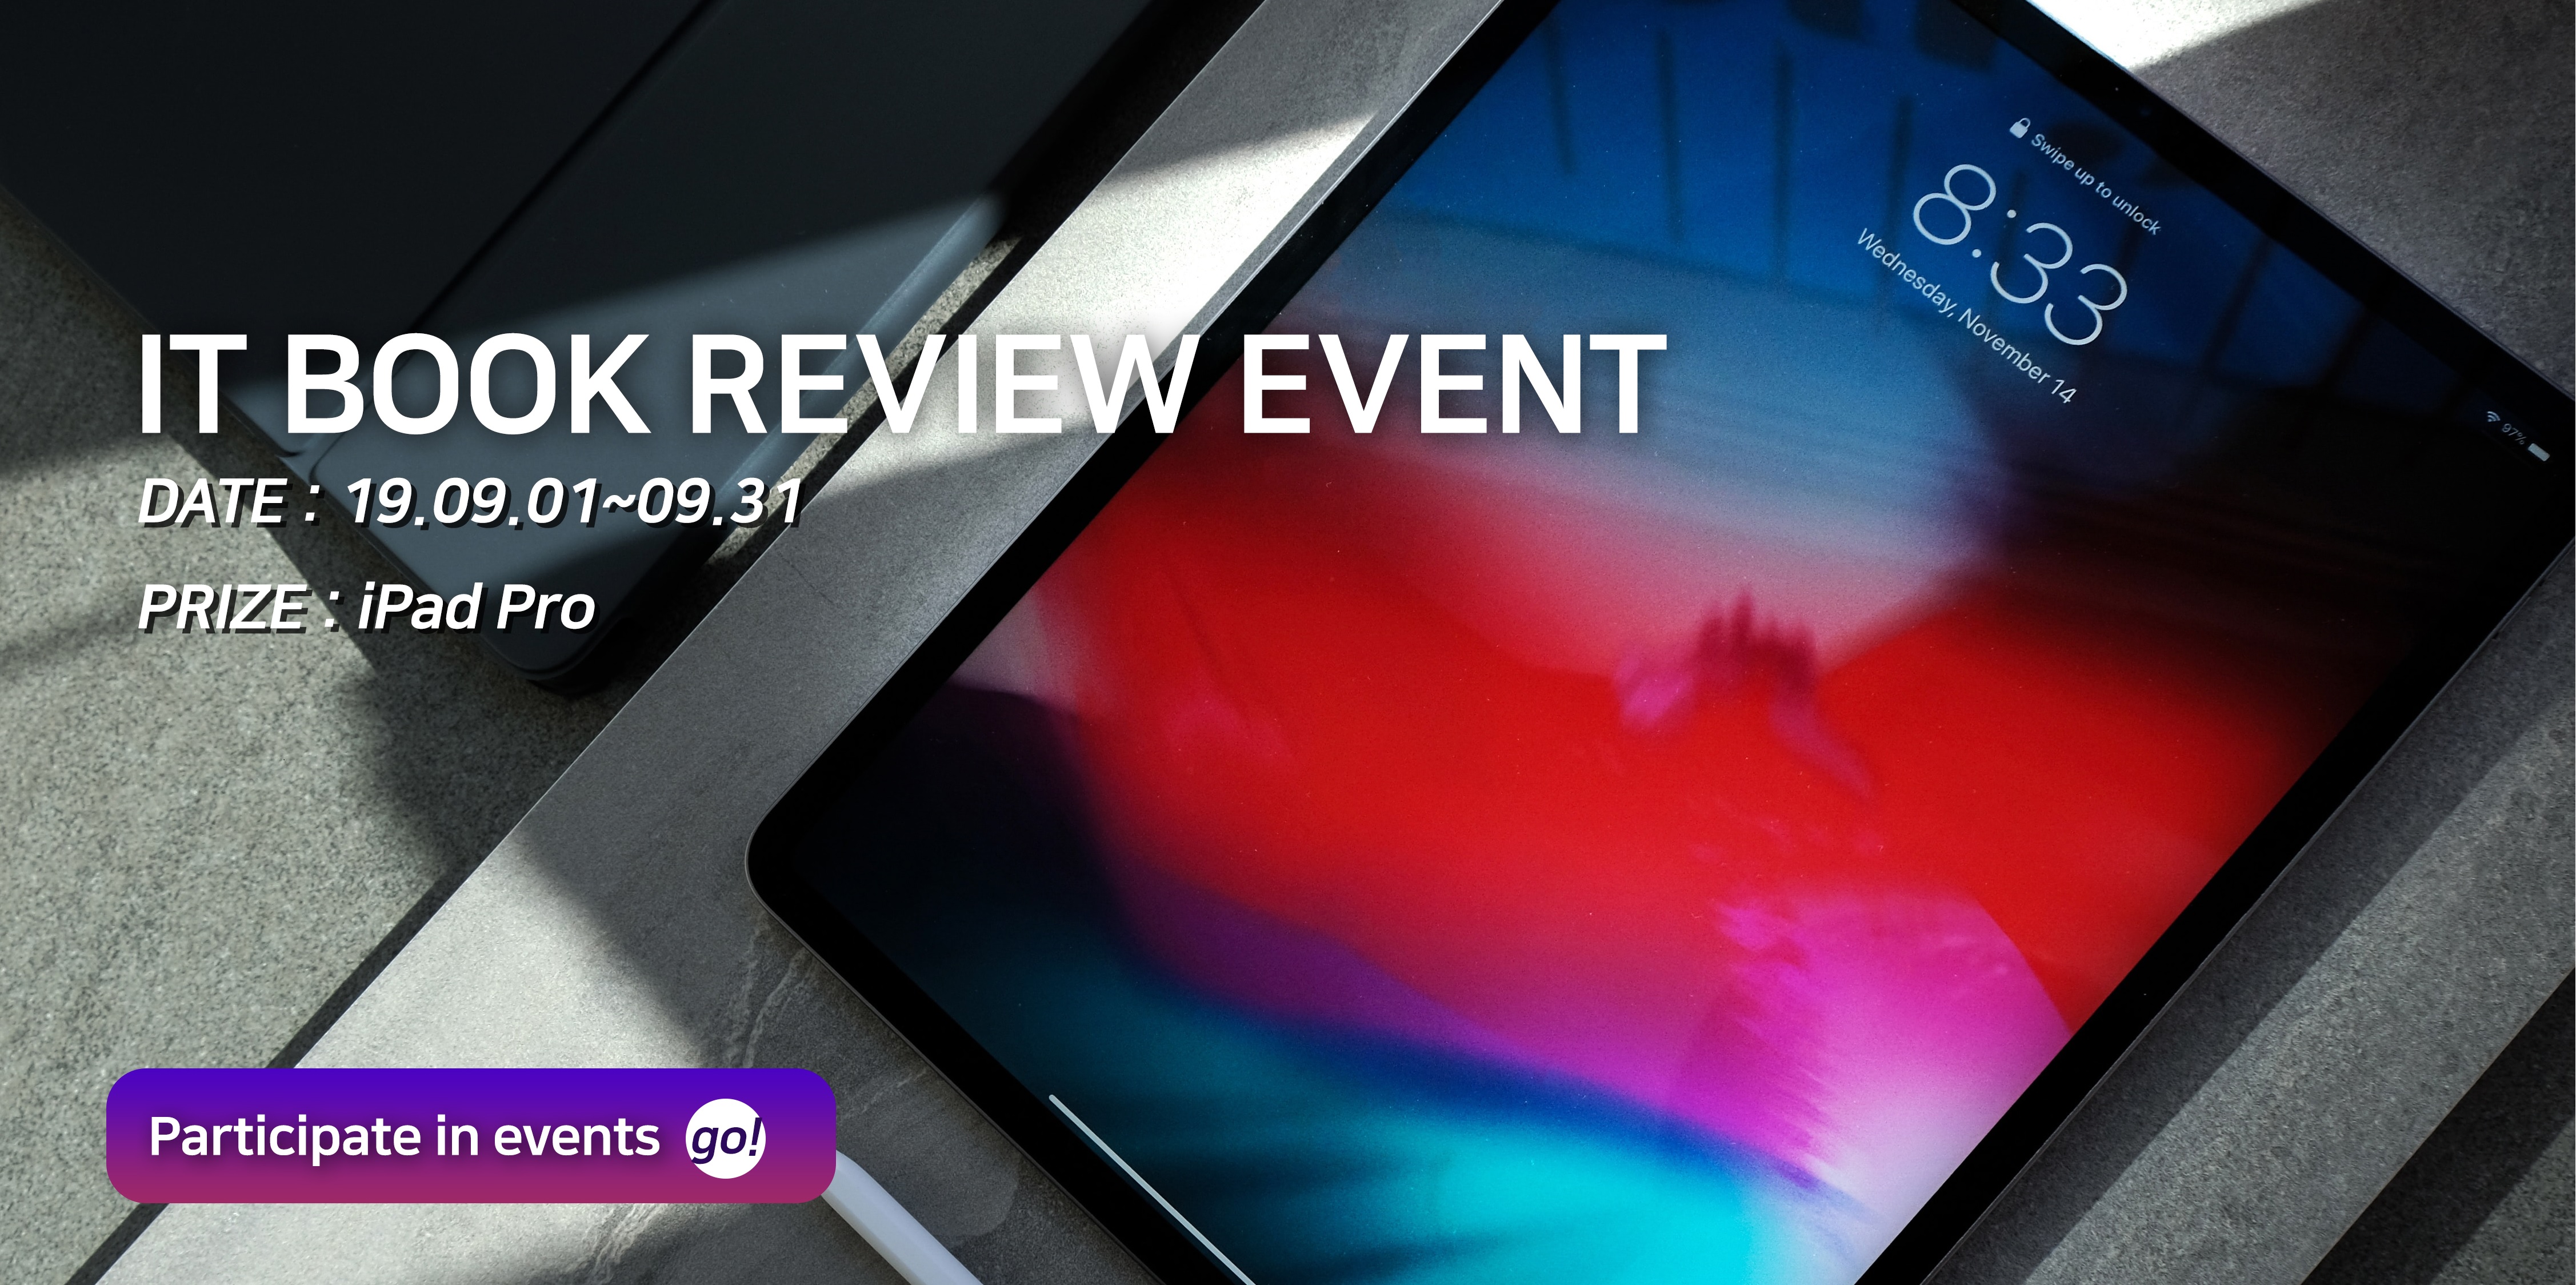 Swipe up to unlock
8:33
Wednesday, November 14
97%
IT BOOK REVIEW EVENT
DATE : 19.09.01~09.31
PRIZE : iPad Pro
Participate in events go!